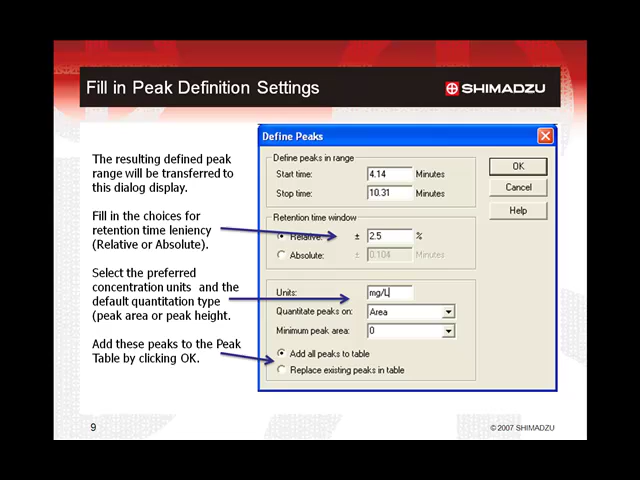 Fill in Peak Definition Settings
SHIMADZU
The resulting defined peak
range will be transferred to
this dialog display.
Fill in the choices for
retention time leniency
(Relative or Absolute).
Select the preferred
concentration units and the
default quantitation type
(peak area or peak height.
Add these peaks to the Peak
Table by clicking OK.
Define Peaks
Define peaks in range
Start time: 4.14 Minutes
Stop time: 10.31 Minutes
Retention time window
Relative: ± 2.5 %
Absolute: ± 0.104 Minutes
Units: mg/L
Quantitate peaks on: Area
Minimum peak area: 0
Add all peaks to table
Replace existing peaks in table
OK
Cancel
Help
9
© 2007 SHIMADZU